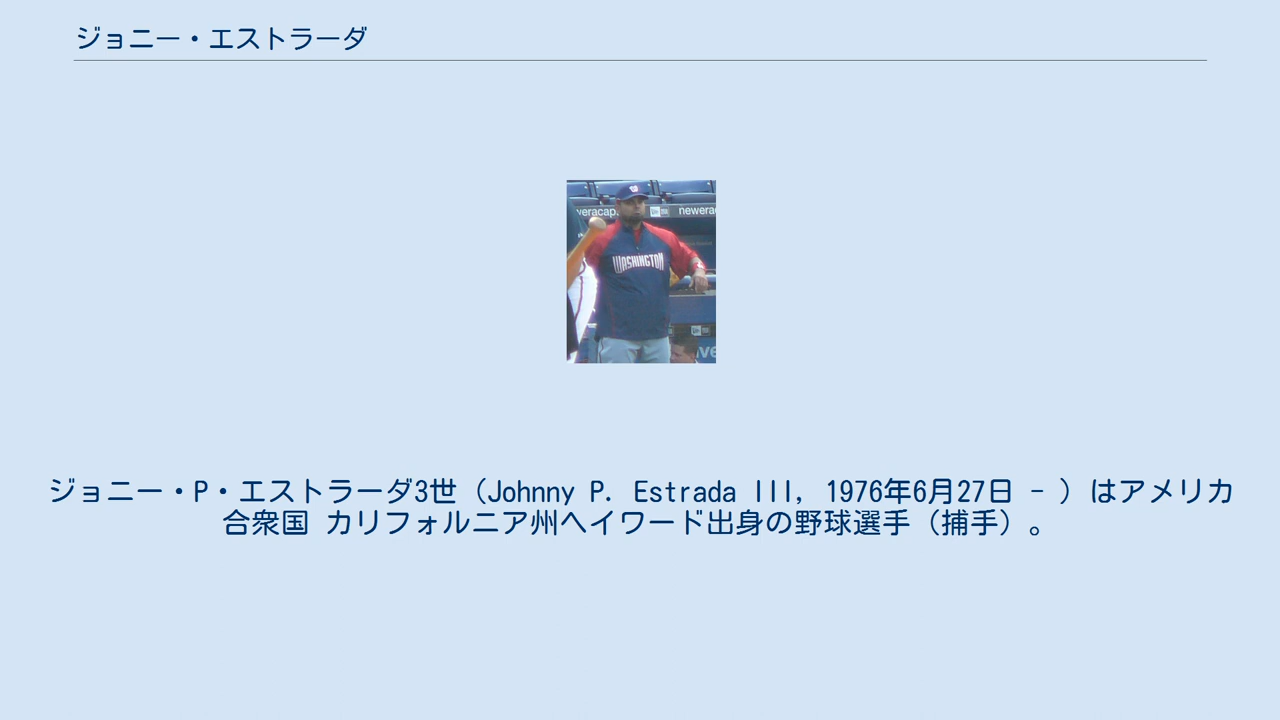 ジョニー・エストラーダ
weracap.
newerac
WASHINGTON
ジョニー・P・エストラーダ3世（Johnny P. Estrada III, 1976年6月27日 - ）はアメリカ
合衆国 カリフォルニア州ヘイワード出身の野球選手（捕手）。